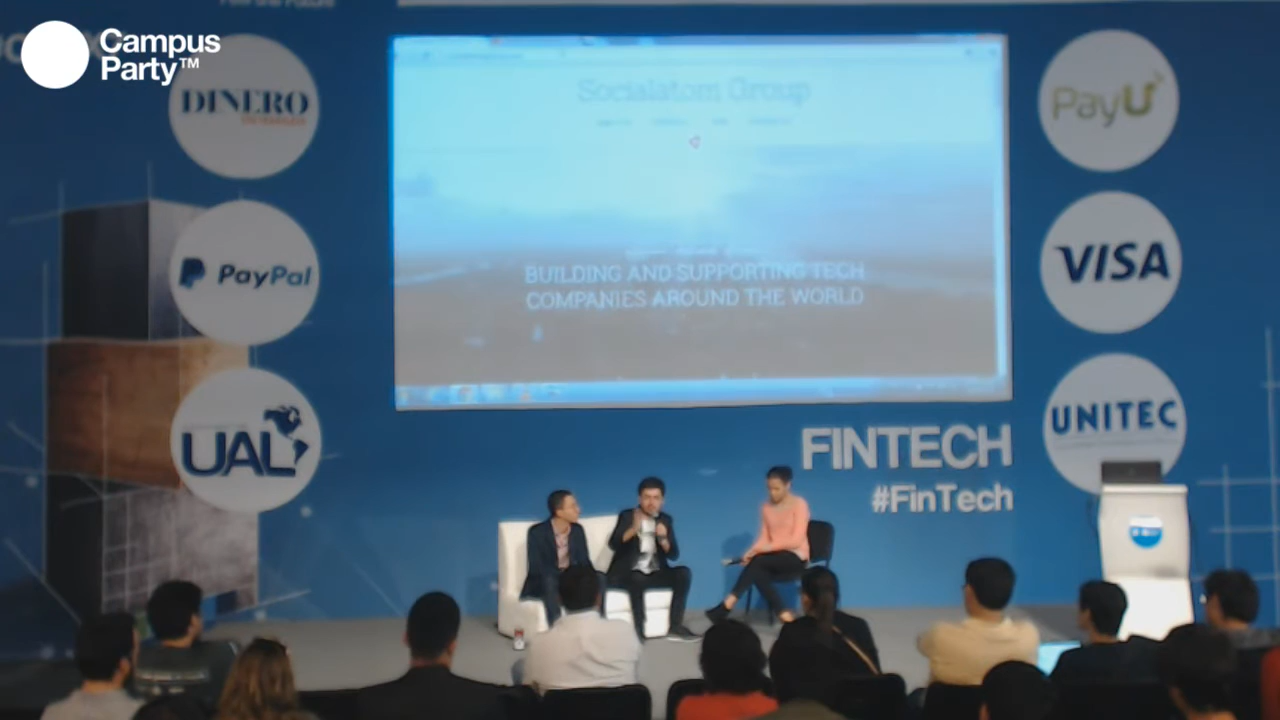 Campus
Party™
DINERO
PayPal
UAL
Socialatom Group
BUILDING AND SUPPORTING TECH
COMPANIES AROUND THE WORLD
PayU
VISA
UNITEC
FINTECH
#FinTech